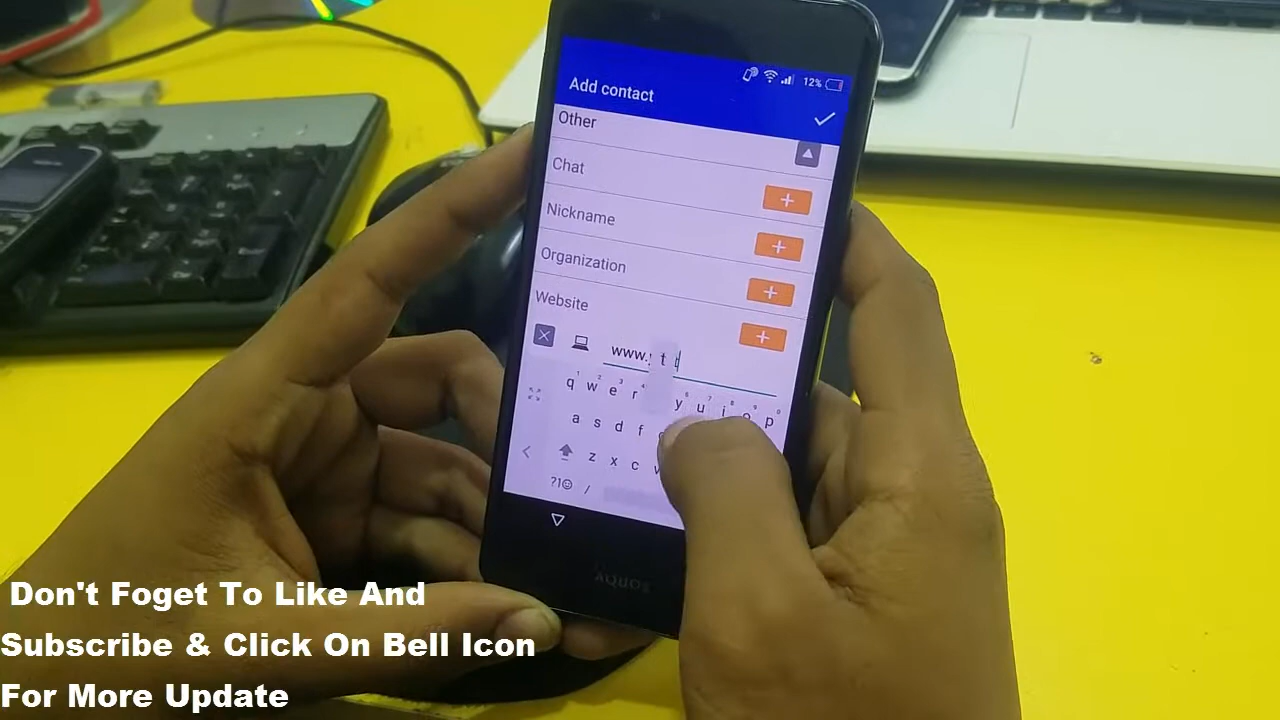 12%
Add contact
Other
Chat
Nickname
Organization
Website
www.
q w e r y u i o p
a s d f
z x c v
?1☺ /
AQUOS
NOKIA
Don't Foget To Like And
Subscribe & Click On Bell Icon
For More Update